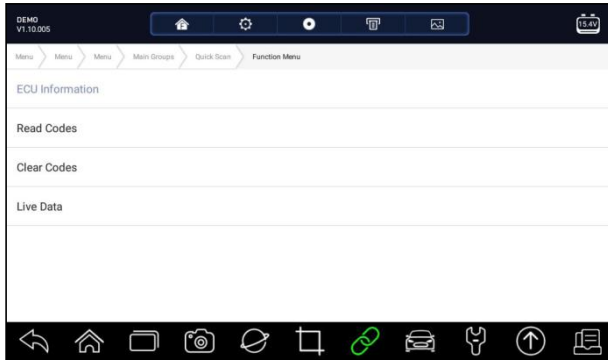 DEMO
V1.10.005
15.4V
Menu Menu Menu Main Groups Quick Scan Function Menu
ECU Information
Read Codes
Clear Codes
Live Data